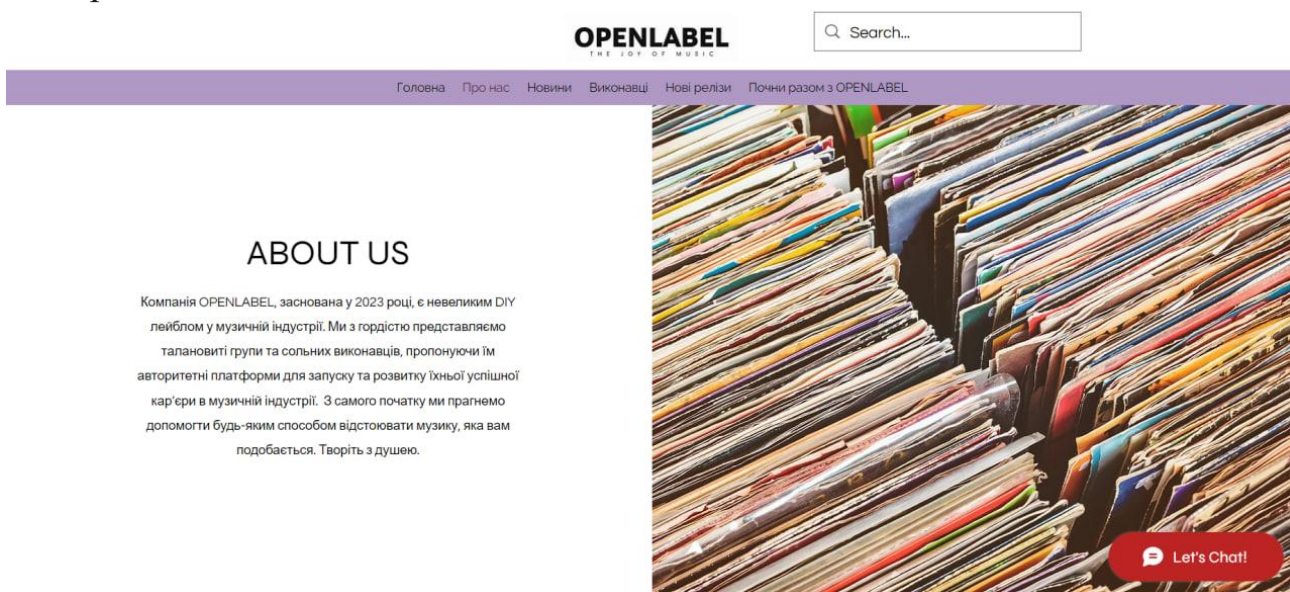 OPENLABEL
THE JOY OF MUSIC
Search...
Головна Про нас Новини Виконавці Нові релізи Почни разом з OPENLABEL
ABOUT US
Компанія OPENLABEL, заснована у 2023 році, є невеликим DIY
лейблом у музичній індустрії. Ми з гордістю представляємо
талановиті групи та сольних виконавців, пропонуючи їм
авторитетні платформи для запуску та розвитку їхньої успішної
кар'єри в музичній індустрії. З самого початку ми прагнемо
допомогти будь-яким способом відстоювати музику, яка вам
подобається. Творіть з душею.
Let's Chat!